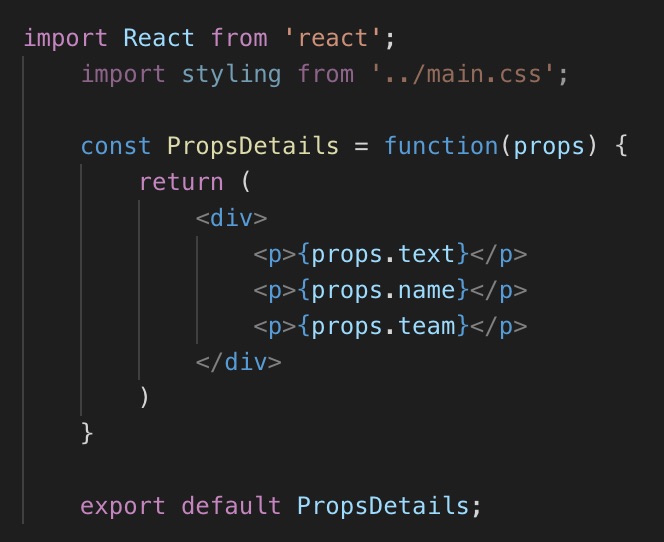 import React from 'react';
    import styling from '../main.css';

    const PropsDetails = function(props) {
        return (
            <div>
                <p>{props.text}</p>
                <p>{props.name}</p>
                <p>{props.team}</p>
            </div>
        )
    }

    export default PropsDetails;